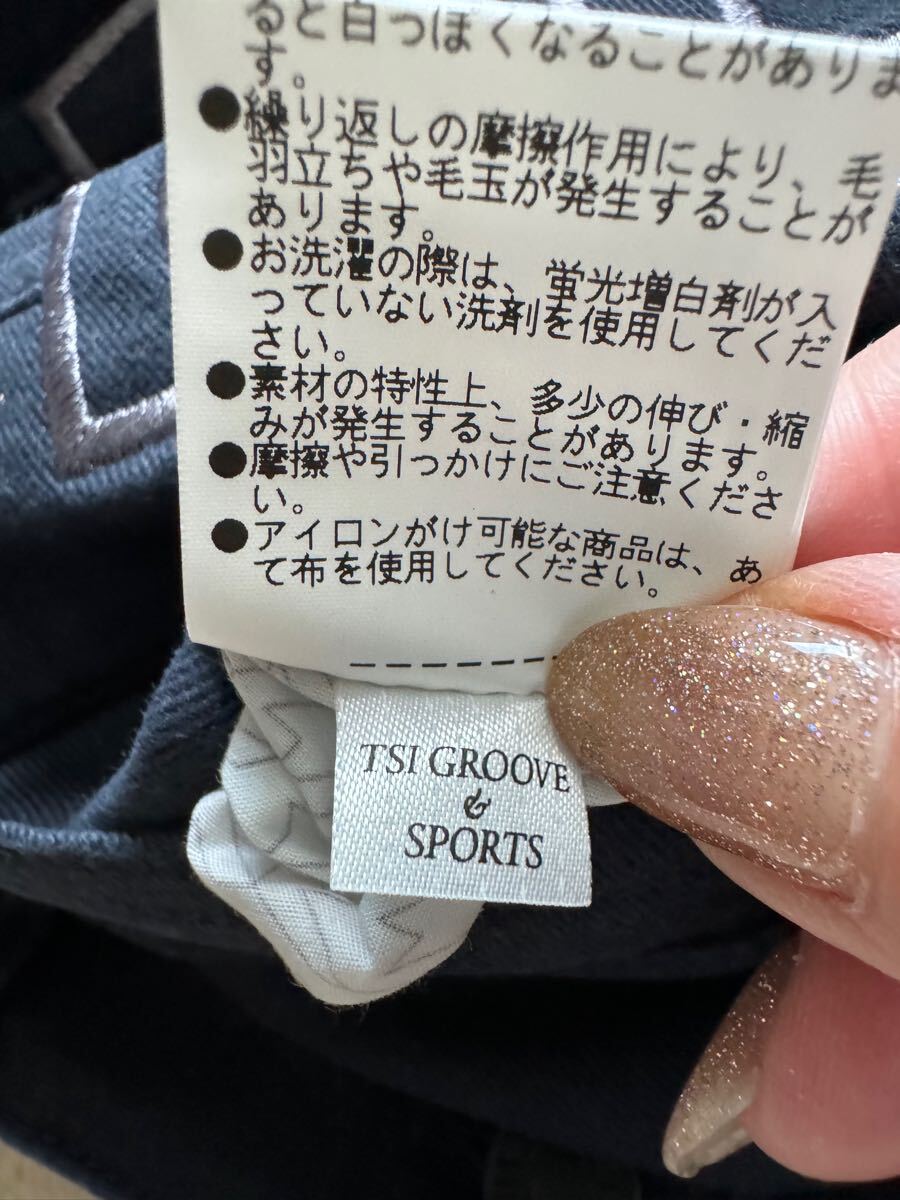 ると白っぽくなることがありま
す。
●繰り返しの摩擦作用により、毛
羽立ちや毛玉が発生することが
あります。
●お洗濯の際は、蛍光増白剤が入
っていない洗剤を使用してくだ
さい。
●素材の特性上、多少の伸び・縮
みが発生することがあります。
●摩擦や引っかけにご注意くださ
い。
●アイロンがけ可能な商品は、あ
て布を使用してください。
TSI GROOVE
&
SPORTS